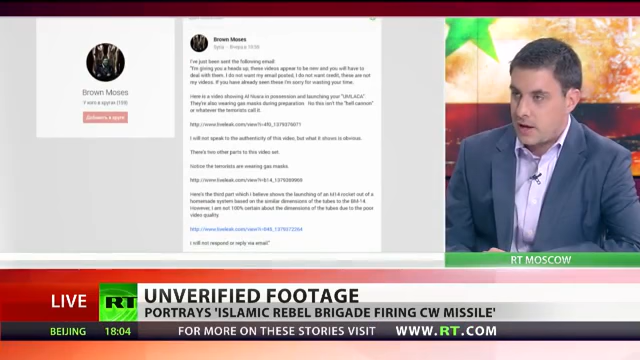 Brown Moses
У него в кругах (159)
Добавить в круги
Brown Moses
I've just been sent the following email:
"I'm giving you a heads up; these videos appear to be new and you will have to
deal with them. I do not want my email posted, I do not want credit, these are not
my videos. If you have already seen these I'm sorry for wasting your time.
Here is a video showing Al Nusra in possession and launching your "UMLACA".
They're also wearing gas masks during preparation. No this isn't the "hell cannon"
or whatever the terrorists call it.
I will not speak to the authenticity of this video, but what it shows is obvious.
There's two other parts to this video set.
Notice the terrorists are wearing gas masks.
Here's the third part which I believe shows the launching of an M14 rocket out of a
homemade system based on the similar dimensions of the tubes to the BM-14.
However, I am not 100% certain about the dimensions of the tubes due to the poor
video quality.
I will not respond or reply via email"
RT MOSCOW
LIVE RT UNVERIFIED FOOTAGE
PORTRAYS 'ISLAMIC REBEL BRIGADE FIRING CW MISSILE'
BEIJING 18:04 FOR MORE ON THESE STORIES VISIT WWW.RT.COM